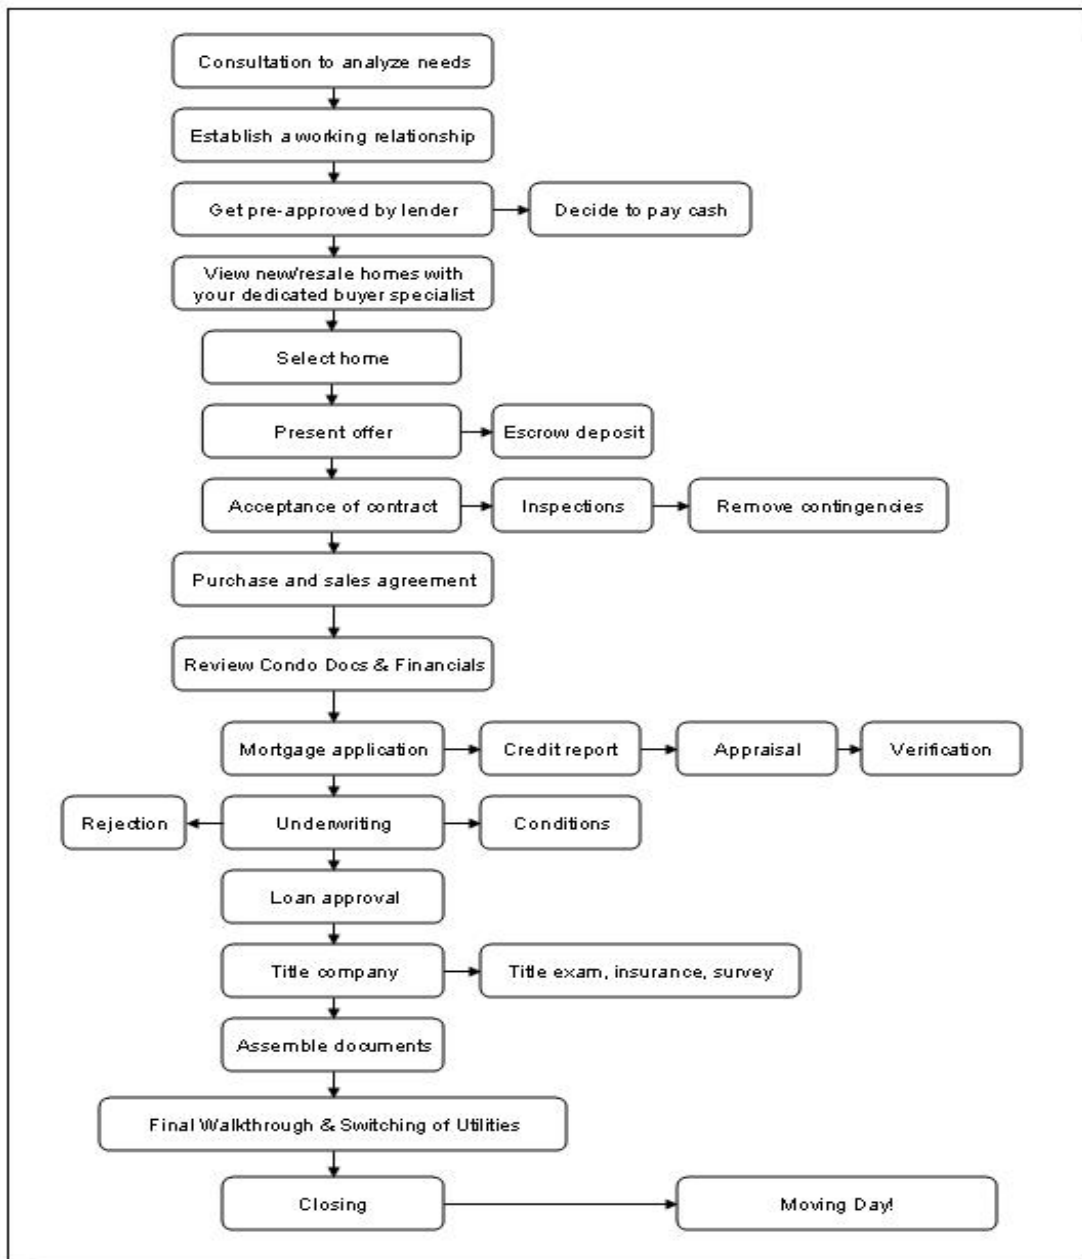 Consultation to analyze needs
Establish a working relationship
Get pre-approved by lender
Decide to pay cash
View new/resale homes with
your dedicated buyer specialist
Select home
Present offer
Escrow deposit
Acceptance of contract
Inspections
Remove contingencies
Purchase and sales agreement
Review Condo Docs & Financials
Mortgage application
Credit report
Appraisal
Verification
Rejection
Underwriting
Conditions
Loan approval
Title company
Title exam, insurance, survey
Assemble documents
Final Walkthrough & Switching of Utilities
Closing
Moving Day!